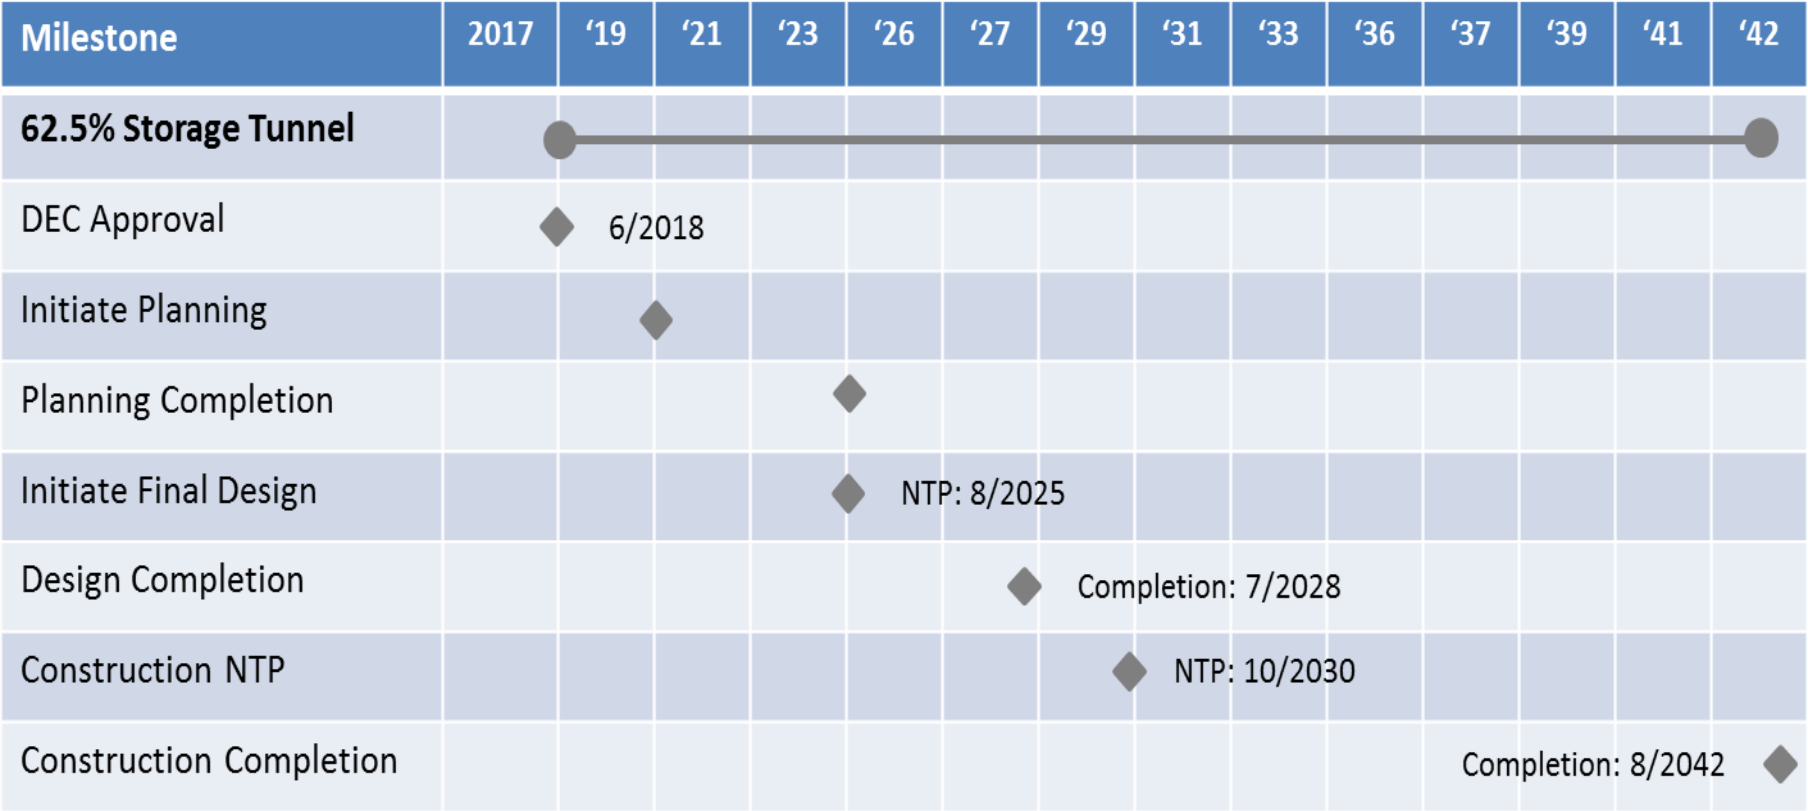 Milestone 2017 ‘19 ‘21 ‘23 ‘26 ‘27 ‘29 ‘31 ‘33 ‘36 ‘37 ‘39 ‘41 ‘42
62.5% Storage Tunnel
DEC Approval 6/2018
Initiate Planning
Planning Completion
Initiate Final Design NTP: 8/2025
Design Completion Completion: 7/2028
Construction NTP NTP: 10/2030
Construction Completion Completion: 8/2042